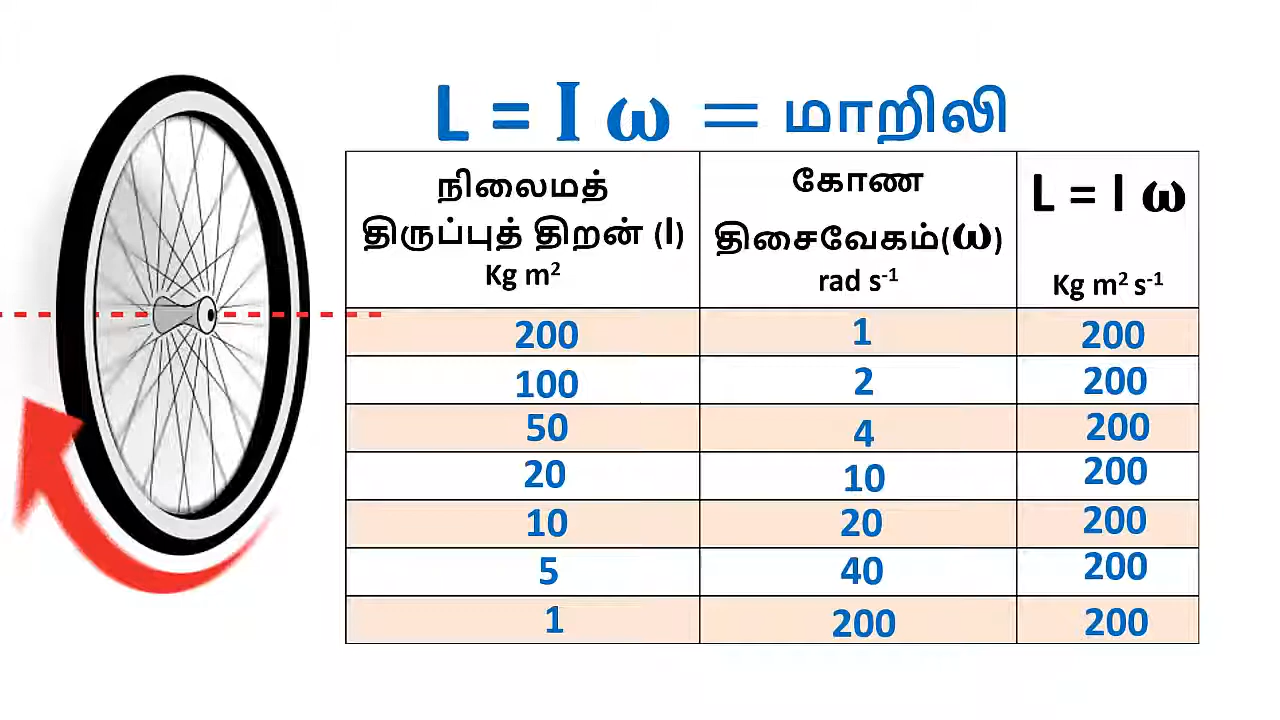 L = I ω = மாறிலி
நிலைமத்
திருப்புத் திறன் (I)
Kg m²
கோண
திசைவேகம்(ω)
rad s⁻¹
L = I ω
Kg m² s⁻¹
200 1 200
100 2 200
50 4 200
20 10 200
10 20 200
5 40 200
1 200 200